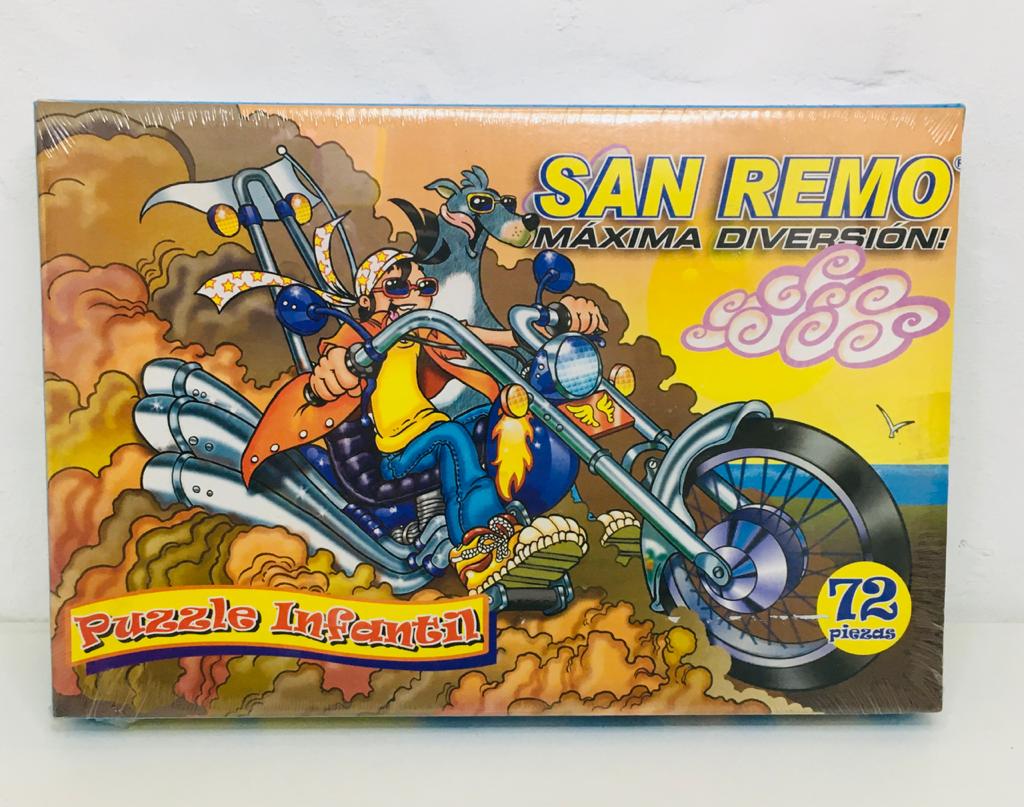 SAN REMO®
MÁXIMA DIVERSIÓN!
Puzzle Infantil
72
piezas